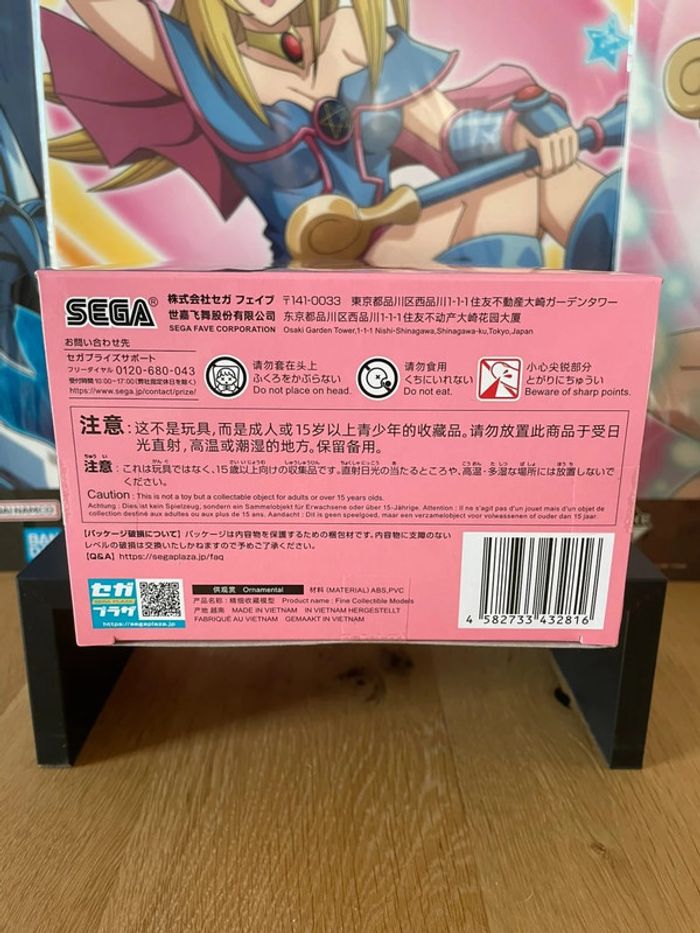 SEGA®
株式会社セガ フェイブ 〒141-0033 東京都品川区西品川1-1-1住友不動産大崎ガーデンタワー
世嘉飞舞股份有限公司 东京都品川区西品川1-1-1住友不动产大崎花园大厦
SEGA FAVE CORPORATION Osaki Garden Tower,1-1-1 Nishi-Shinagawa,Shinagawa-ku,Tokyo,Japan
お問い合わせ先
セガプライズサポート
フリーダイヤル 0120-680-043
受付時間 10:00~17:00(弊社指定休日を除く)
https://www.sega.jp/contact/prize/
请勿套在头上
ふくろをかぶらない
Do not place on head.
请勿食用
くちにいれない
Do not eat.
小心尖锐部分
とがりにちゅうい
Beware of sharp points.
注意:这不是玩具,而是成人或15岁以上青少年的收藏品。请勿放置此商品于受日
光直射,高温或潮湿的地方。保留备用。
注意:これは玩具ではなく、15歳以上向けの収集品です。直射日光の当たるところや、高温・多湿な場所には放置しないで
ください。
Caution : This is not a toy but a collectable object for adults or over 15 years olds.
Achtung : Dies ist kein Spielzeug, sondern ein Sammelobjekt für Erwachsene oder über 15-Jährige. Attention : Il ne s'agit pas d'un jouet mais d'un objet de
collection destiné aux adultes ou aux plus de 15 ans. Aandacht : Dit is geen speelgoed, maar een verzamelobject voor volwassenen of ouder dan 15 jaar.
【パッケージ破損について】パッケージは内容物を保護するための梱包材です。内容物に支障のない
レベルの破損は交換いたしかねますので予めご了承ください。
【Q&A】https://segaplaza.jp/faq
セガ
SEGA PLAZA
プラザ
https://segaplaza.jp
供观赏 Ornamental 材料 (MATERIAL) ABS,PVC
产品名称:精细收藏模型 Product name : Fine Collectible Models
产地 越南 MADE IN VIETNAM IN VIETNAM HERGESTELLT
FABRIQUÉ AU VIETNAM GEMAAKT IN VIETNAM
4 582733 432816